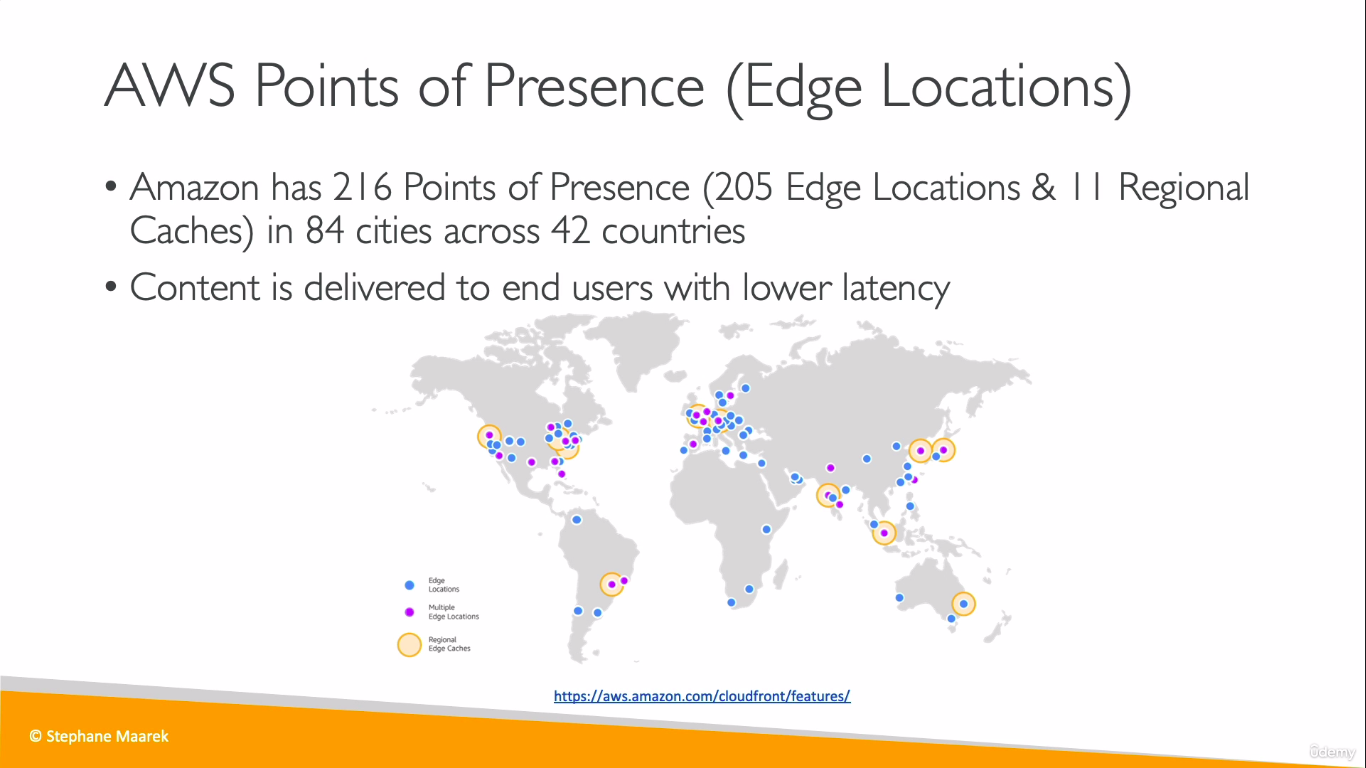 AWS Points of Presence (Edge Locations)
• Amazon has 216 Points of Presence (205 Edge Locations & 11 Regional
Caches) in 84 cities across 42 countries
• Content is delivered to end users with lower latency
Edge
Locations
Multiple
Edge Locations
Regional
Edge Caches
https://aws.amazon.com/cloudfront/features/
© Stephane Maarek
ûdemy